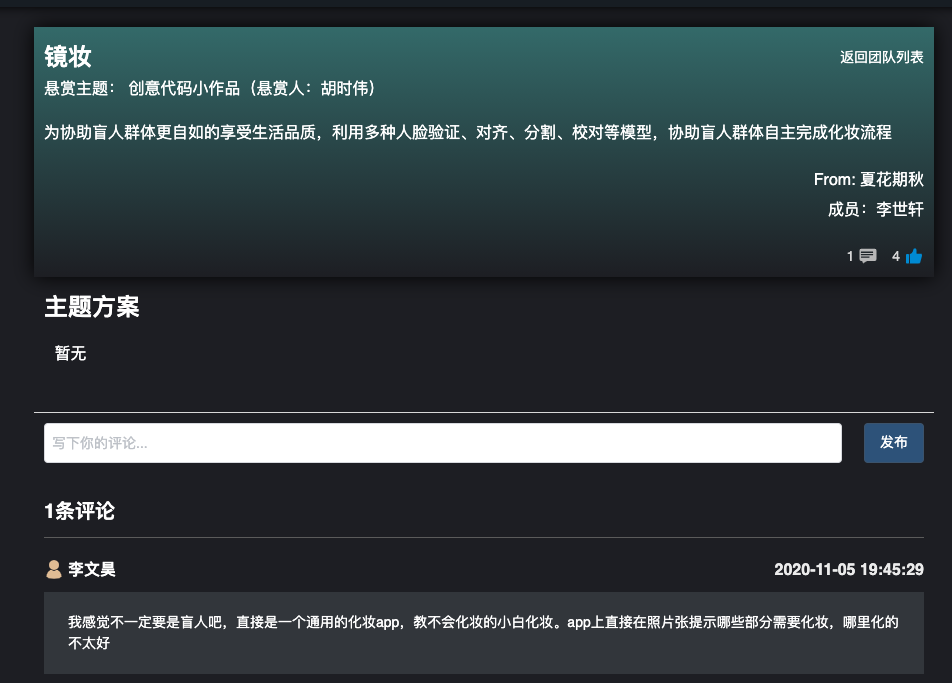 镜妆
返回团队列表
悬赏主题： 创意代码小作品（悬赏人：胡时伟）
为协助盲人群体更自如的享受生活品质，利用多种人脸验证、对齐、分割、校对等模型，协助盲人群体自主完成化妆流程
From: 夏花期秋
成员：李世轩
1 4
主题方案
暂无
写下你的评论...
发布
1条评论
李文昊
2020-11-05 19:45:29
我感觉不一定要是盲人吧，直接是一个通用的化妆app，教不会化妆的小白化妆。app上直接在照片张提示哪些部分需要化妆，哪里化的
不太好